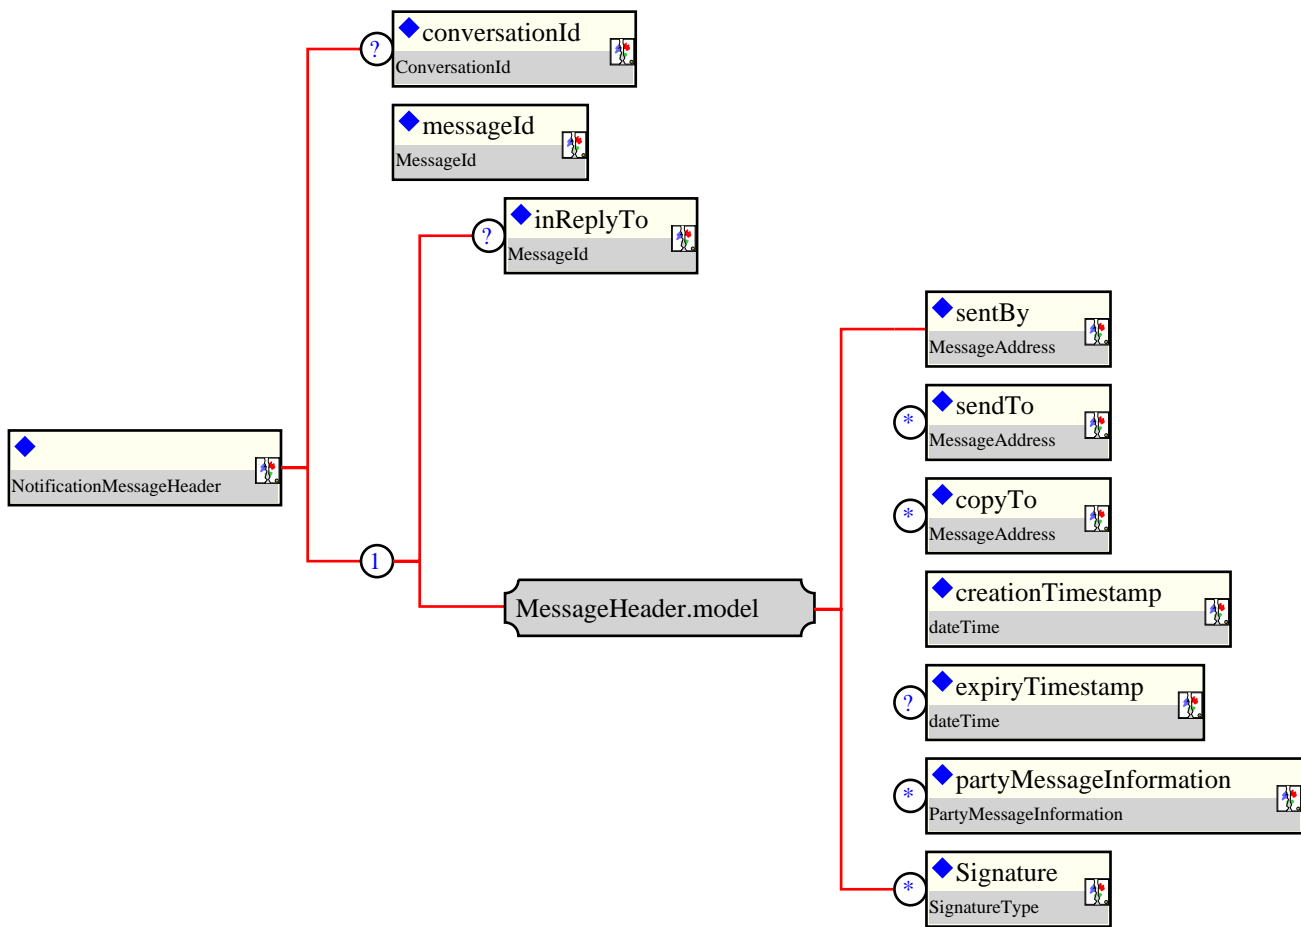 ?
conversationId
ConversationId
messageId
MessageId
?
inReplyTo
MessageId
sentBy
MessageAddress
*
sendTo
MessageAddress
NotificationMessageHeader
*
copyTo
MessageAddress
1
MessageHeader.model
creationTimestamp
dateTime
?
expiryTimestamp
dateTime
*
partyMessageInformation
PartyMessageInformation
*
Signature
SignatureType